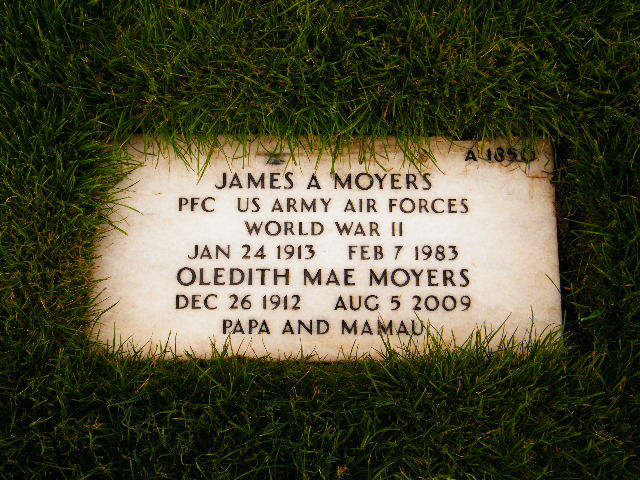 A 1850
JAMES A MOYERS
PFC US ARMY AIR FORCES
WORLD WAR II
JAN 24 1913 FEB 7 1983
OLEDITH MAE MOYERS
DEC 26 1912 AUG 5 2009
PAPA AND MAMAU